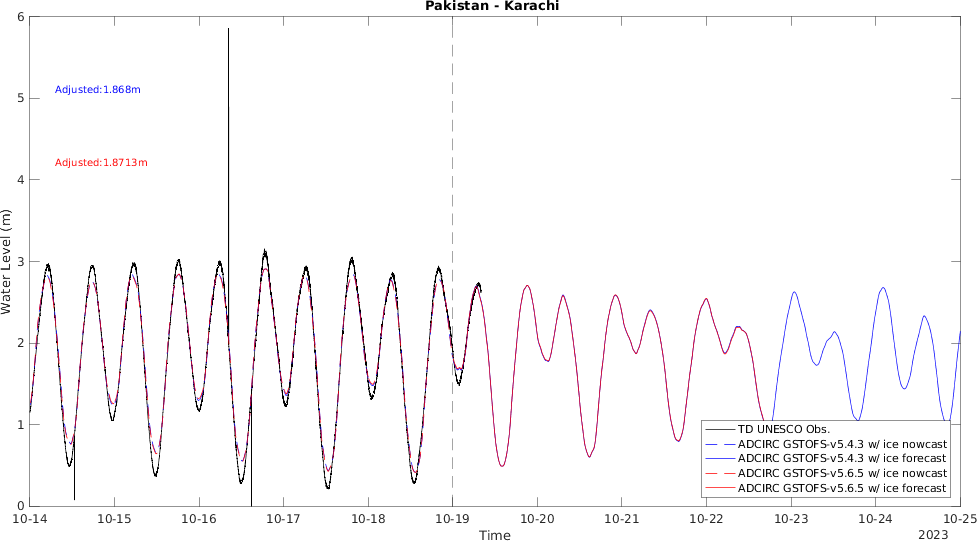 Pakistan - Karachi
6
5
4
3
2
1
0
Water Level (m)
Adjusted:1.868m
Adjusted:1.8713m
TD UNESCO Obs.
ADCIRC GSTOFS-v5.4.3 w/ ice nowcast
ADCIRC GSTOFS-v5.4.3 w/ ice forecast
ADCIRC GSTOFS-v5.6.5 w/ ice nowcast
ADCIRC GSTOFS-v5.6.5 w/ ice forecast
10-14 10-15 10-16 10-17 10-18 10-19 10-20 10-21 10-22 10-23 10-24 10-25
Time
2023